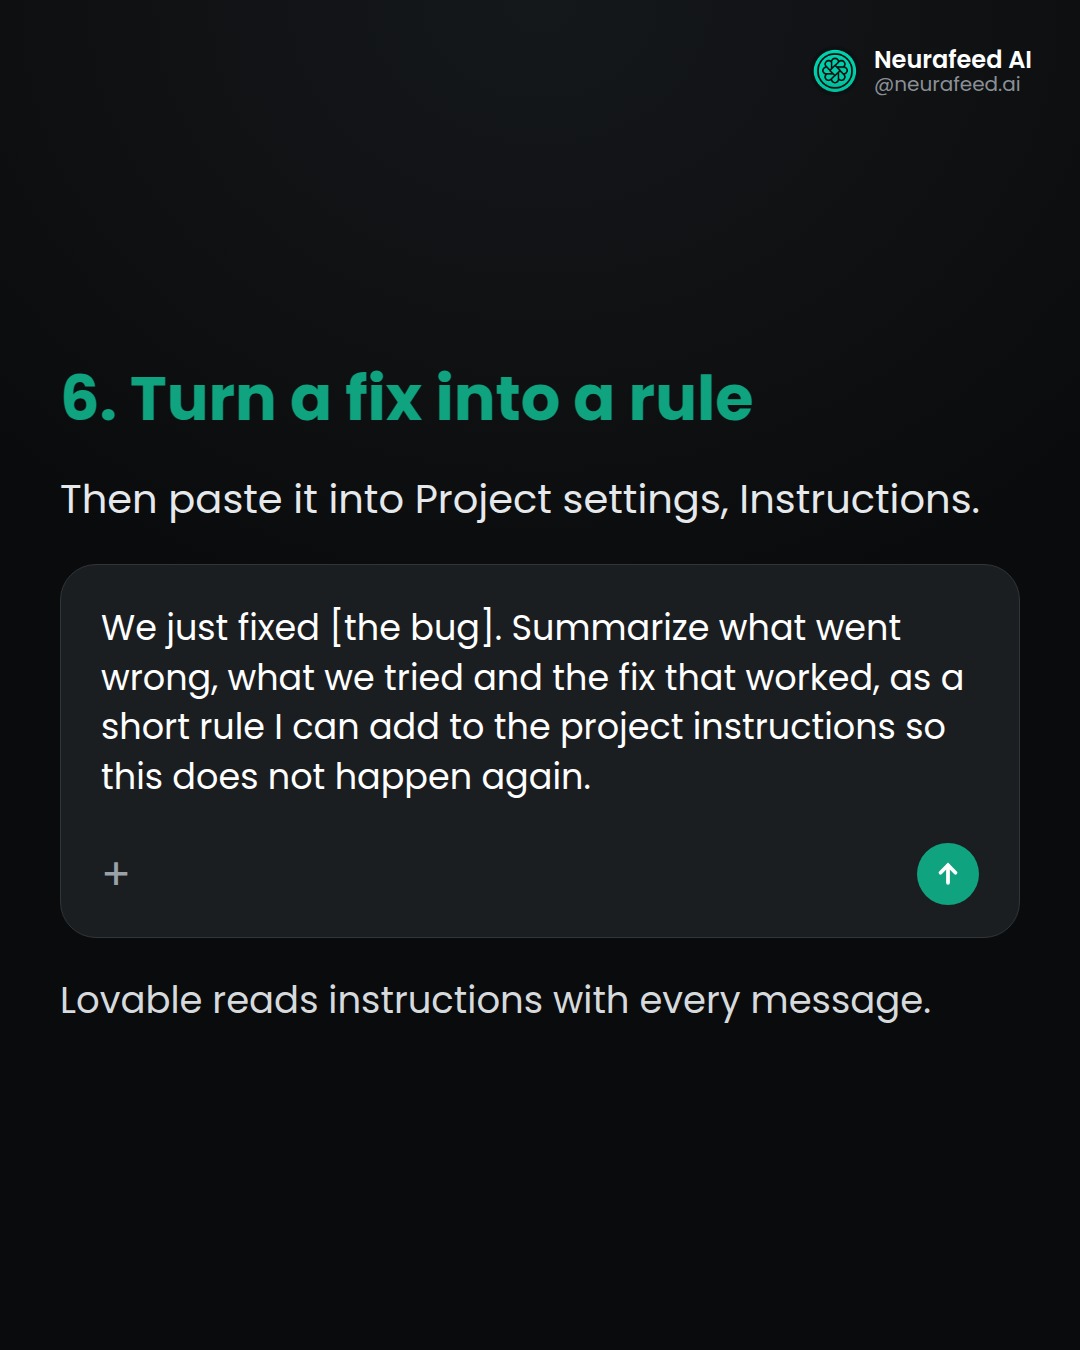 Neurafeed AI
@neurafeed.ai
6. Turn a fix into a rule
Then paste it into Project settings, Instructions.
We just fixed [the bug]. Summarize what went
wrong, what we tried and the fix that worked, as a
short rule I can add to the project instructions so
this does not happen again.
+
Lovable reads instructions with every message.